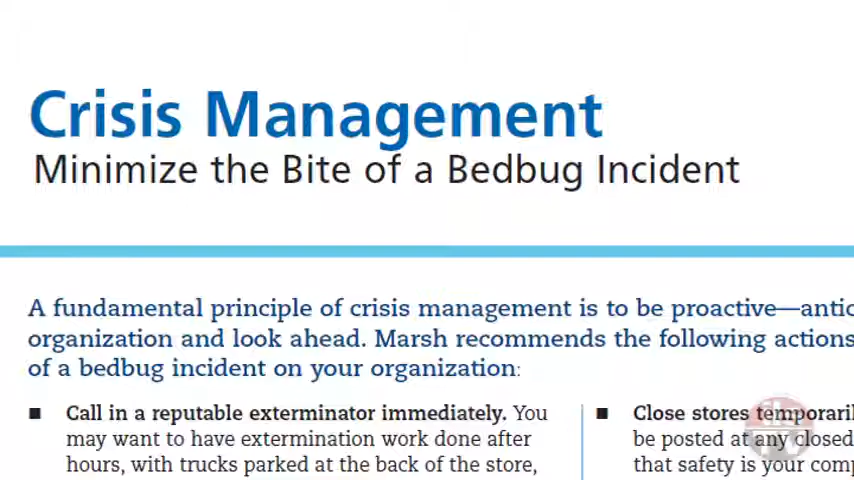 Crisis Management
Minimize the Bite of a Bedbug Incident
A fundamental principle of crisis management is to be proactive—
organization and look ahead. Marsh recommends the following actions
of a bedbug incident on your organization:
■ Call in a reputable exterminator immediately. You
may want to have extermination work done after
hours, with trucks parked at the back of the store,
■ Close stores
be posted at any closed
that safety is your